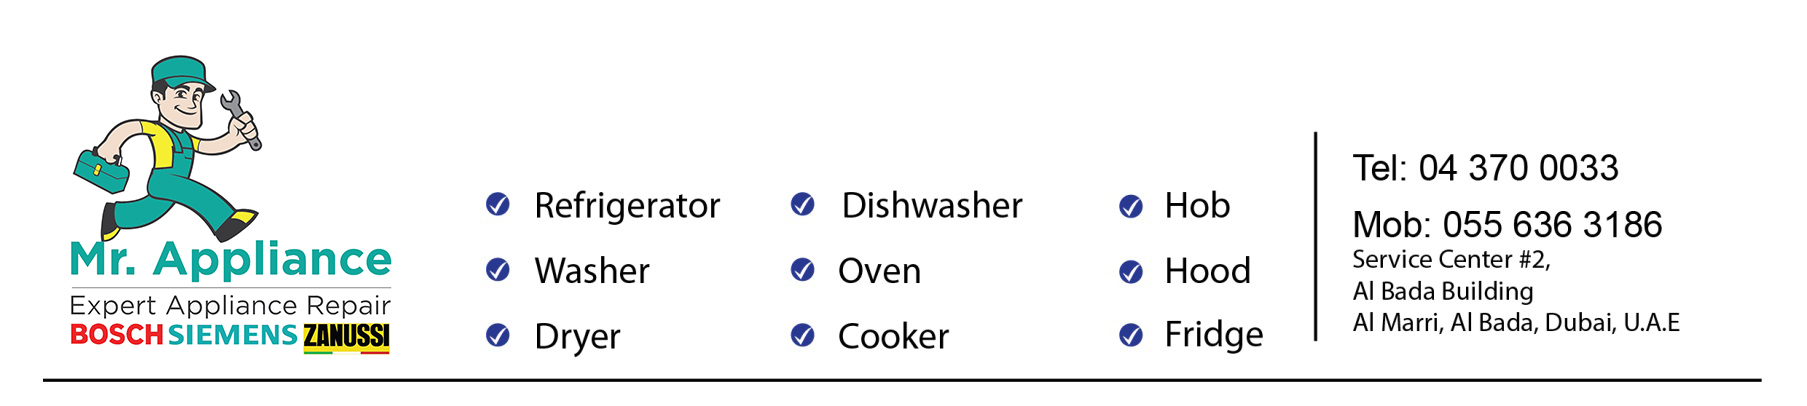 Mr. Appliance
Expert Appliance Repair
BOSCH SIEMENS ZANUSSI
Refrigerator
Washer
Dryer
Dishwasher
Oven
Cooker
Hob
Hood
Fridge
Tel: 04 370 0033
Mob: 055 636 3186
Service Center #2,
Al Bada Building
Al Marri, Al Bada, Dubai, U.A.E